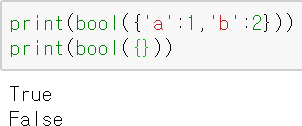 print(bool({'a':1,'b':2}))
print(bool({}))
True
False